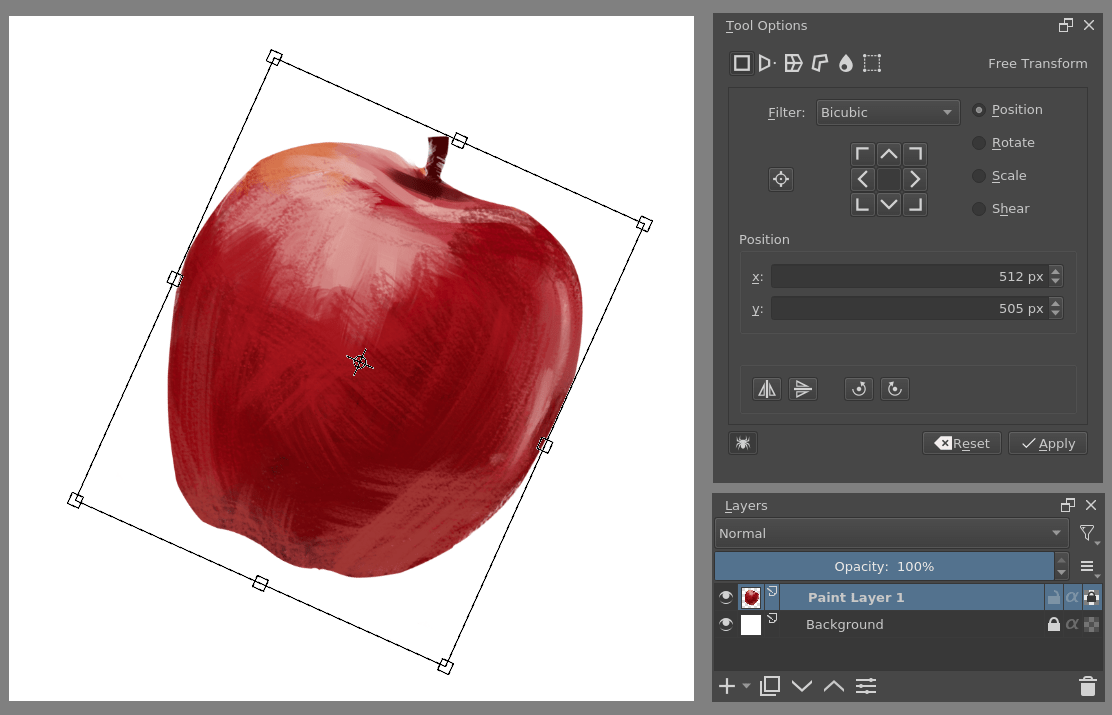 Tool Options
Free Transform
Filter: Bicubic
Position
Rotate
Scale
Shear
Position
x: 512 px
y: 505 px
Reset Apply
Layers
Normal
Opacity: 100%
Paint Layer 1 α
Background α